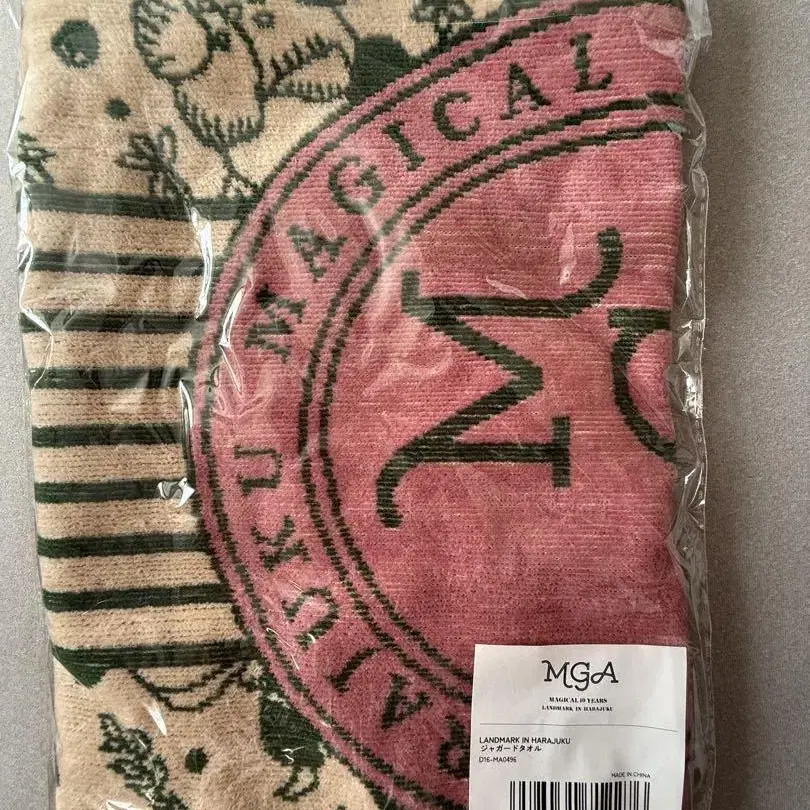 RAJUKU MAGICAL
M
MGA
MAGICAL 10 YEARS
LANDMARK IN HARAJUKU
LANDMARK IN HARAJUKU
ジャガードタオル
D16-MA0496
MADE IN CHINA